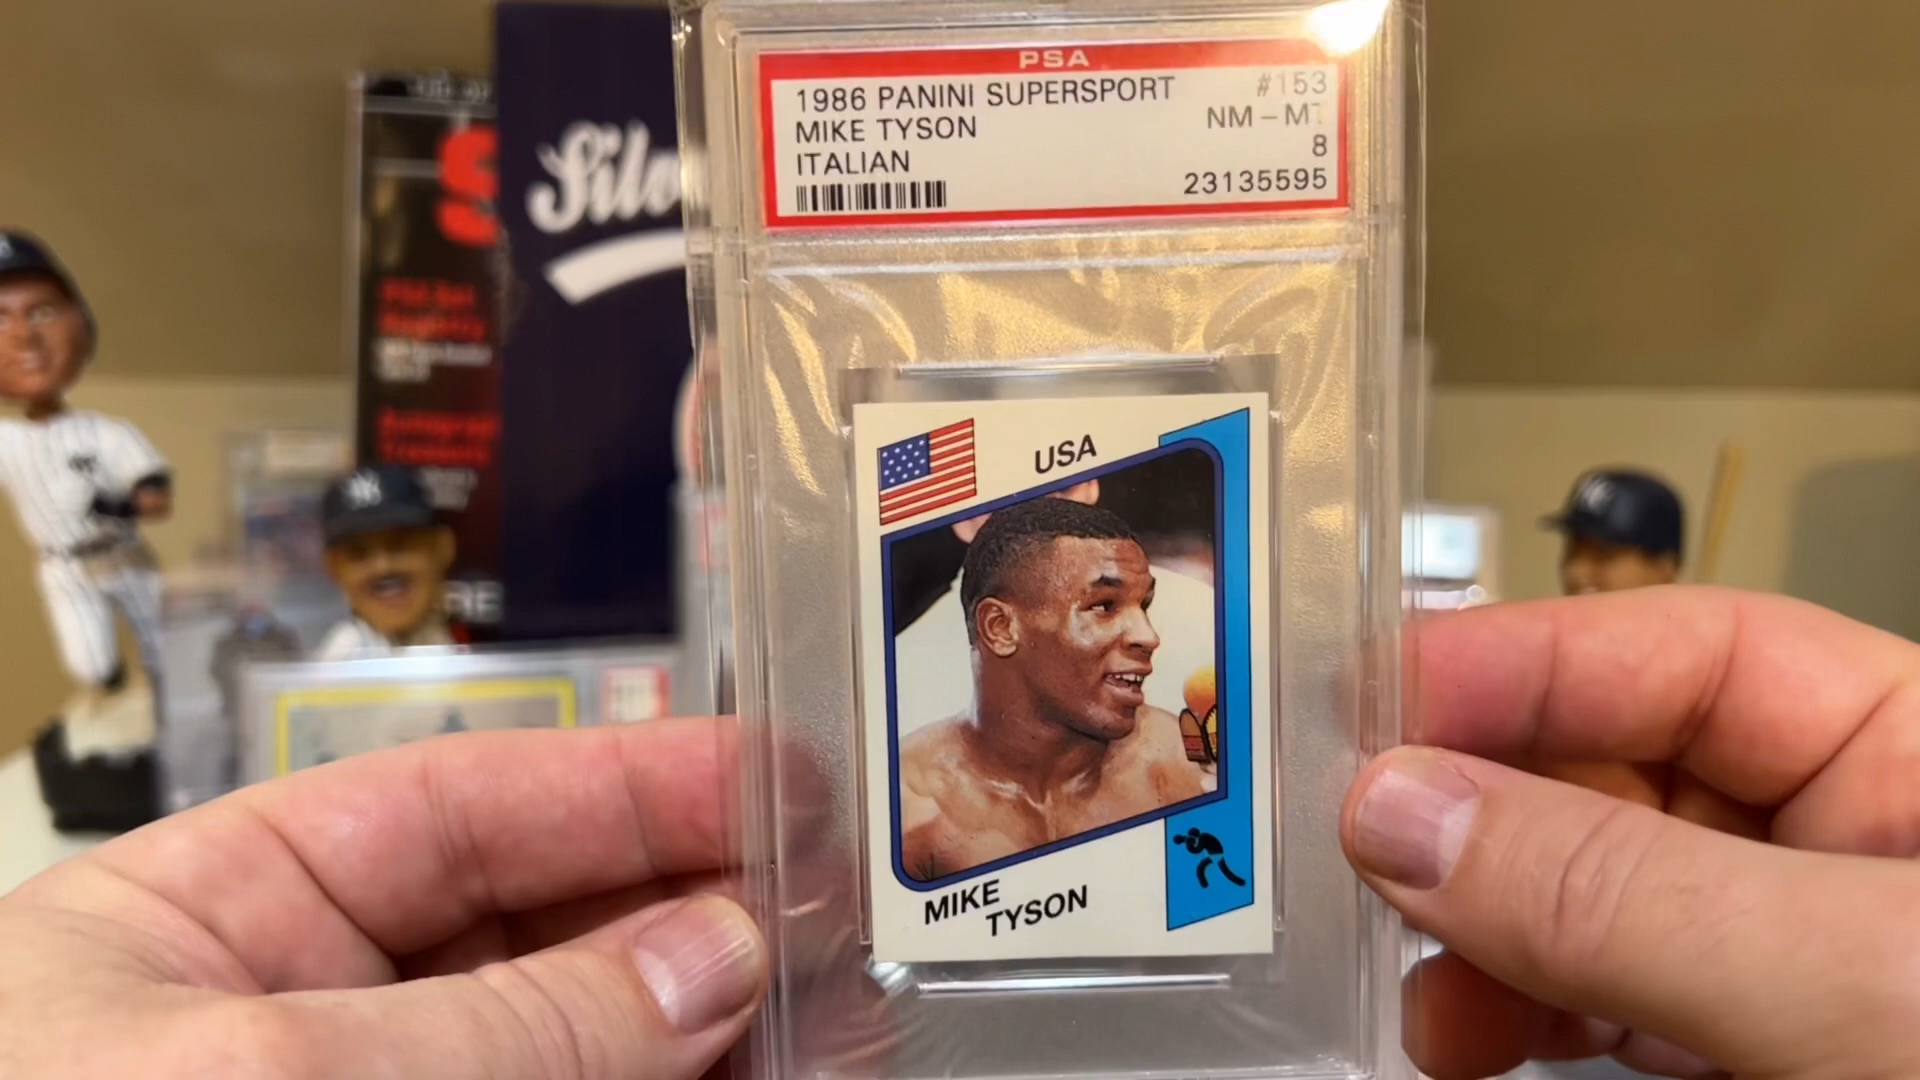 PSA
1986 PANINI SUPERSPORT #153
MIKE TYSON NM - MT
ITALIAN 8
23135595
USA
MIKE
TYSON